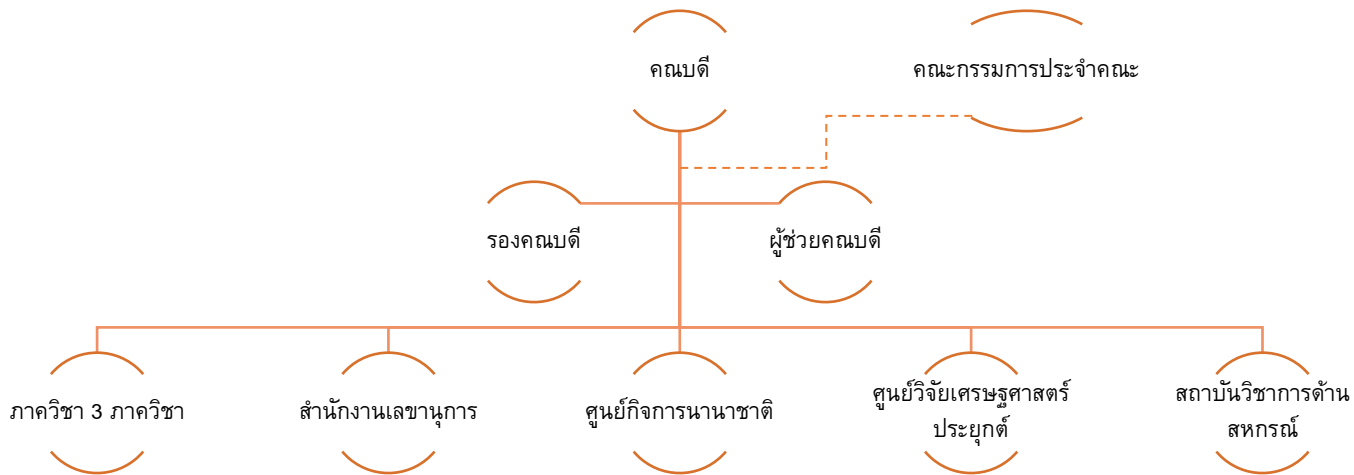 คณบดี
คณะกรรมการประจำคณะ
รองคณบดี
ผู้ช่วยคณบดี
ภาควิชา 3 ภาควิชา
สำนักงานเลขานุการ
ศูนย์กิจการนานาชาติ
ศูนย์วิจัยเศรษฐศาสตร์
ประยุกต์
สถาบันวิชาการด้าน
สหกรณ์